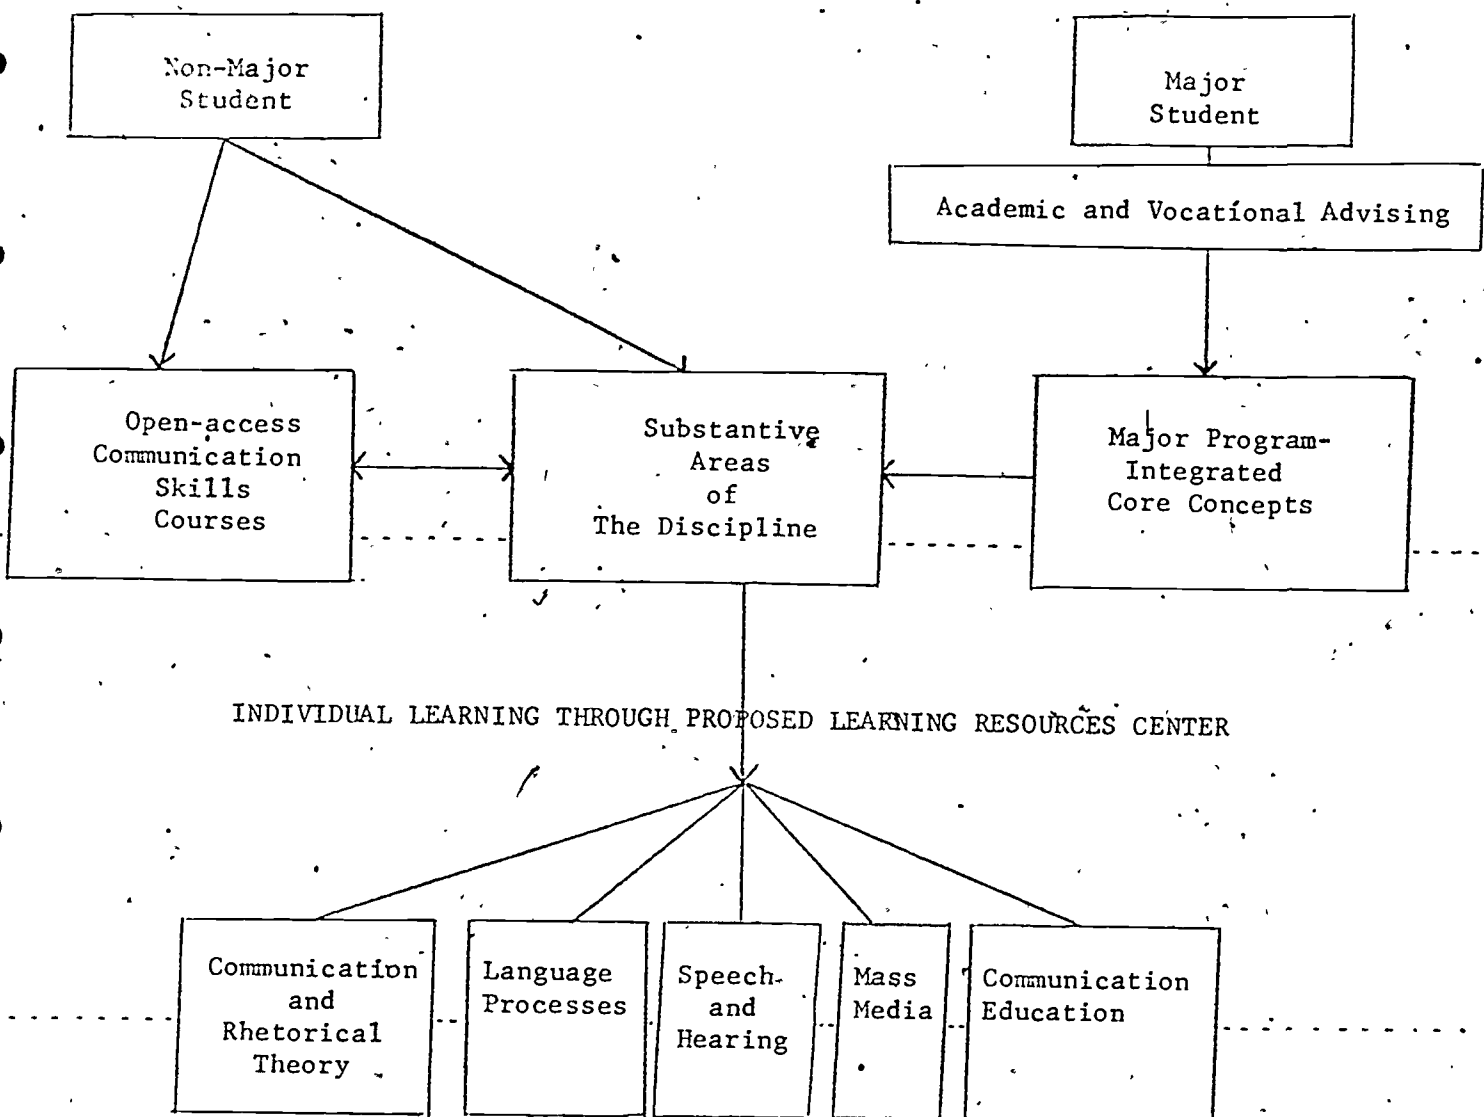 Non-Major
Student
Major
Student
Academic and Vocational Advising
Open-access
Communication
Skills
Courses
Substantive
Areas
of
The Discipline
Major Program-
Integrated
Core Concepts
INDIVIDUAL LEARNING THROUGH PROPOSED LEARNING RESOURCES CENTER
Communication
and
Rhetorical
Theory
Language
Processes
Speech
and
Hearing
Mass
Media
Communication
Education